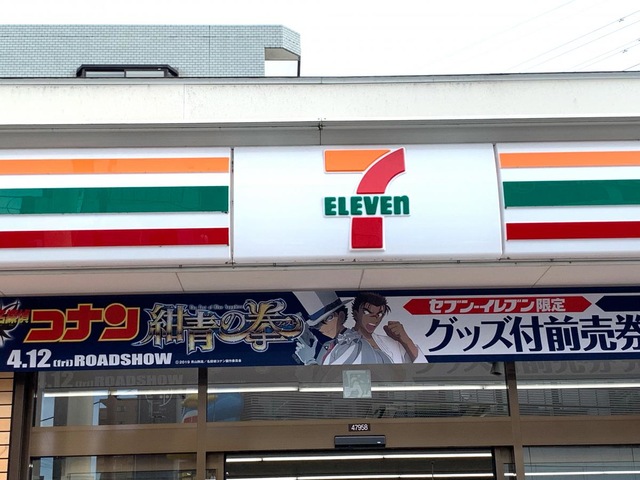 7
ELEVEn
コナン 紺青の拳
4.12 (fri) ROADSHOW
セブン-イレブン限定
グッズ付前売券
47958